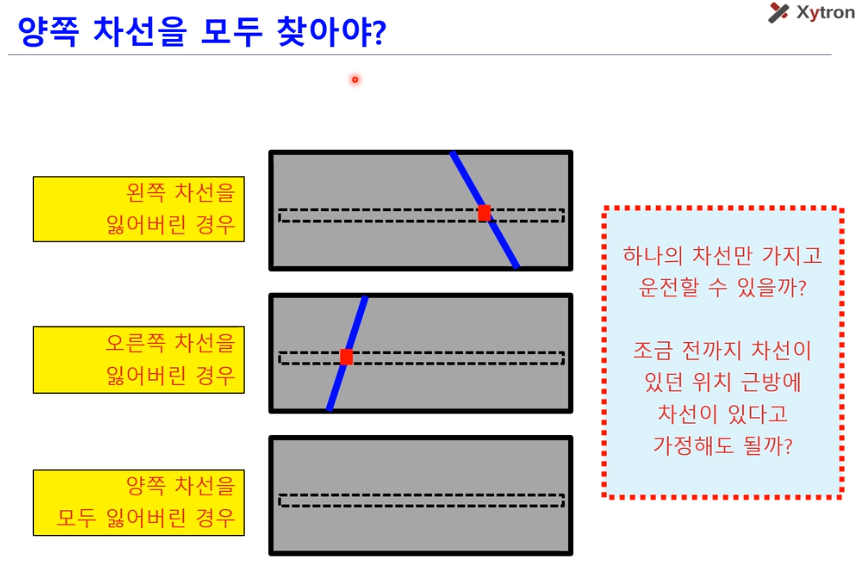 양쪽 차선을 모두 찾아야?
Xytron
왼쪽 차선을
잃어버린 경우
오른쪽 차선을
잃어버린 경우
양쪽 차선을
모두 잃어버린 경우
하나의 차선만 가지고
운전할 수 있을까?
조금 전까지 차선이
있던 위치 근방에
차선이 있다고
가정해도 될까?